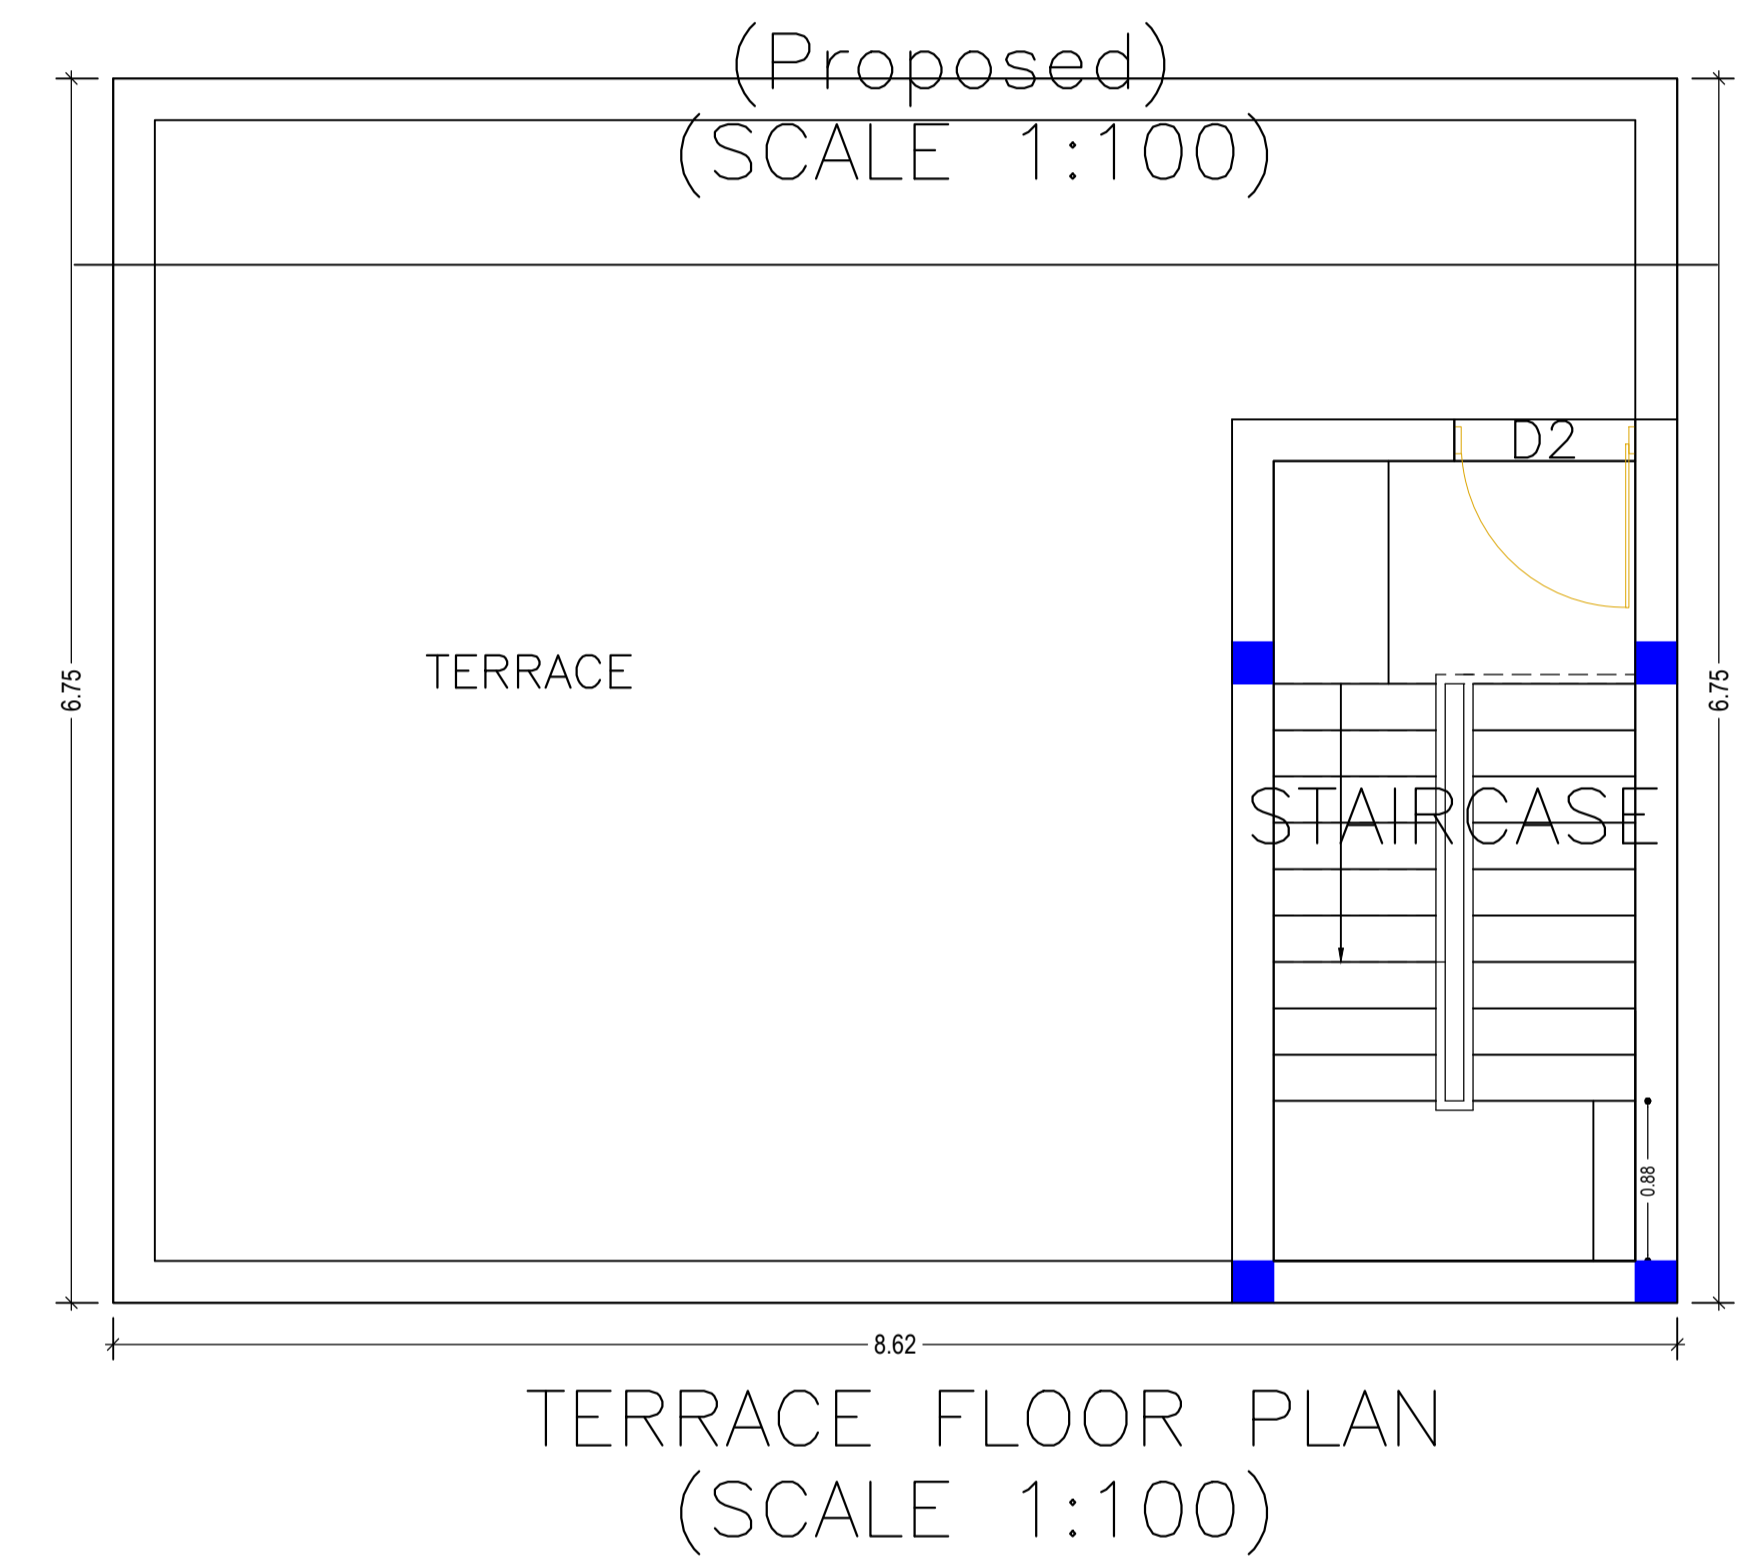 (Proposed)
(SCALE 1:100)
D2
TERRACE
6.75
6.75
STAIRCASE
0.88
8.62
TERRACE FLOOR PLAN
(SCALE 1:100)